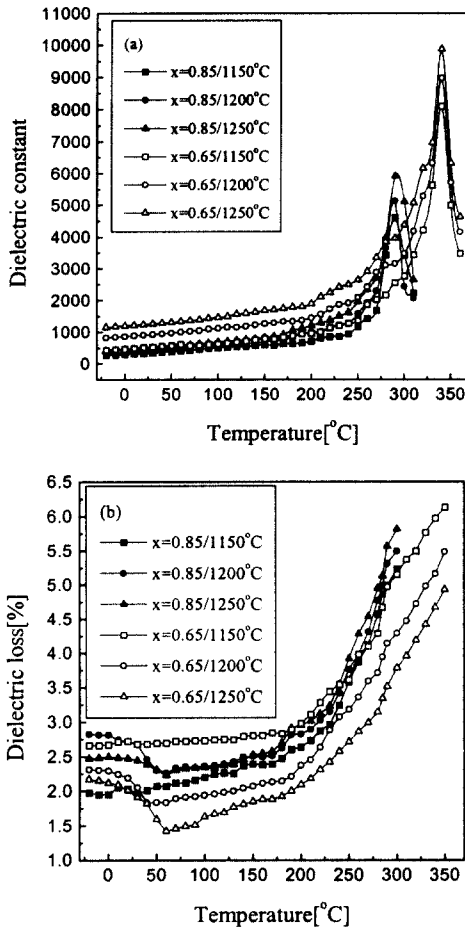 (a)
x=0.85/1150°C
x=0.85/1200°C
x=0.85/1250°C
x=0.65/1150°C
x=0.65/1200°C
x=0.65/1250°C
Dielectric constant
11000
10000
9000
8000
7000
6000
5000
4000
3000
2000
1000
0
0 50 100 150 200 250 300 350
Temperature[°C]
(b)
x=0.85/1150°C
x=0.85/1200°C
x=0.85/1250°C
x=0.65/1150°C
x=0.65/1200°C
x=0.65/1250°C
Dielectric loss[%]
6.5
6.0
5.5
5.0
4.5
4.0
3.5
3.0
2.5
2.0
1.5
1.0
0 50 100 150 200 250 300 350
Temperature[°C]